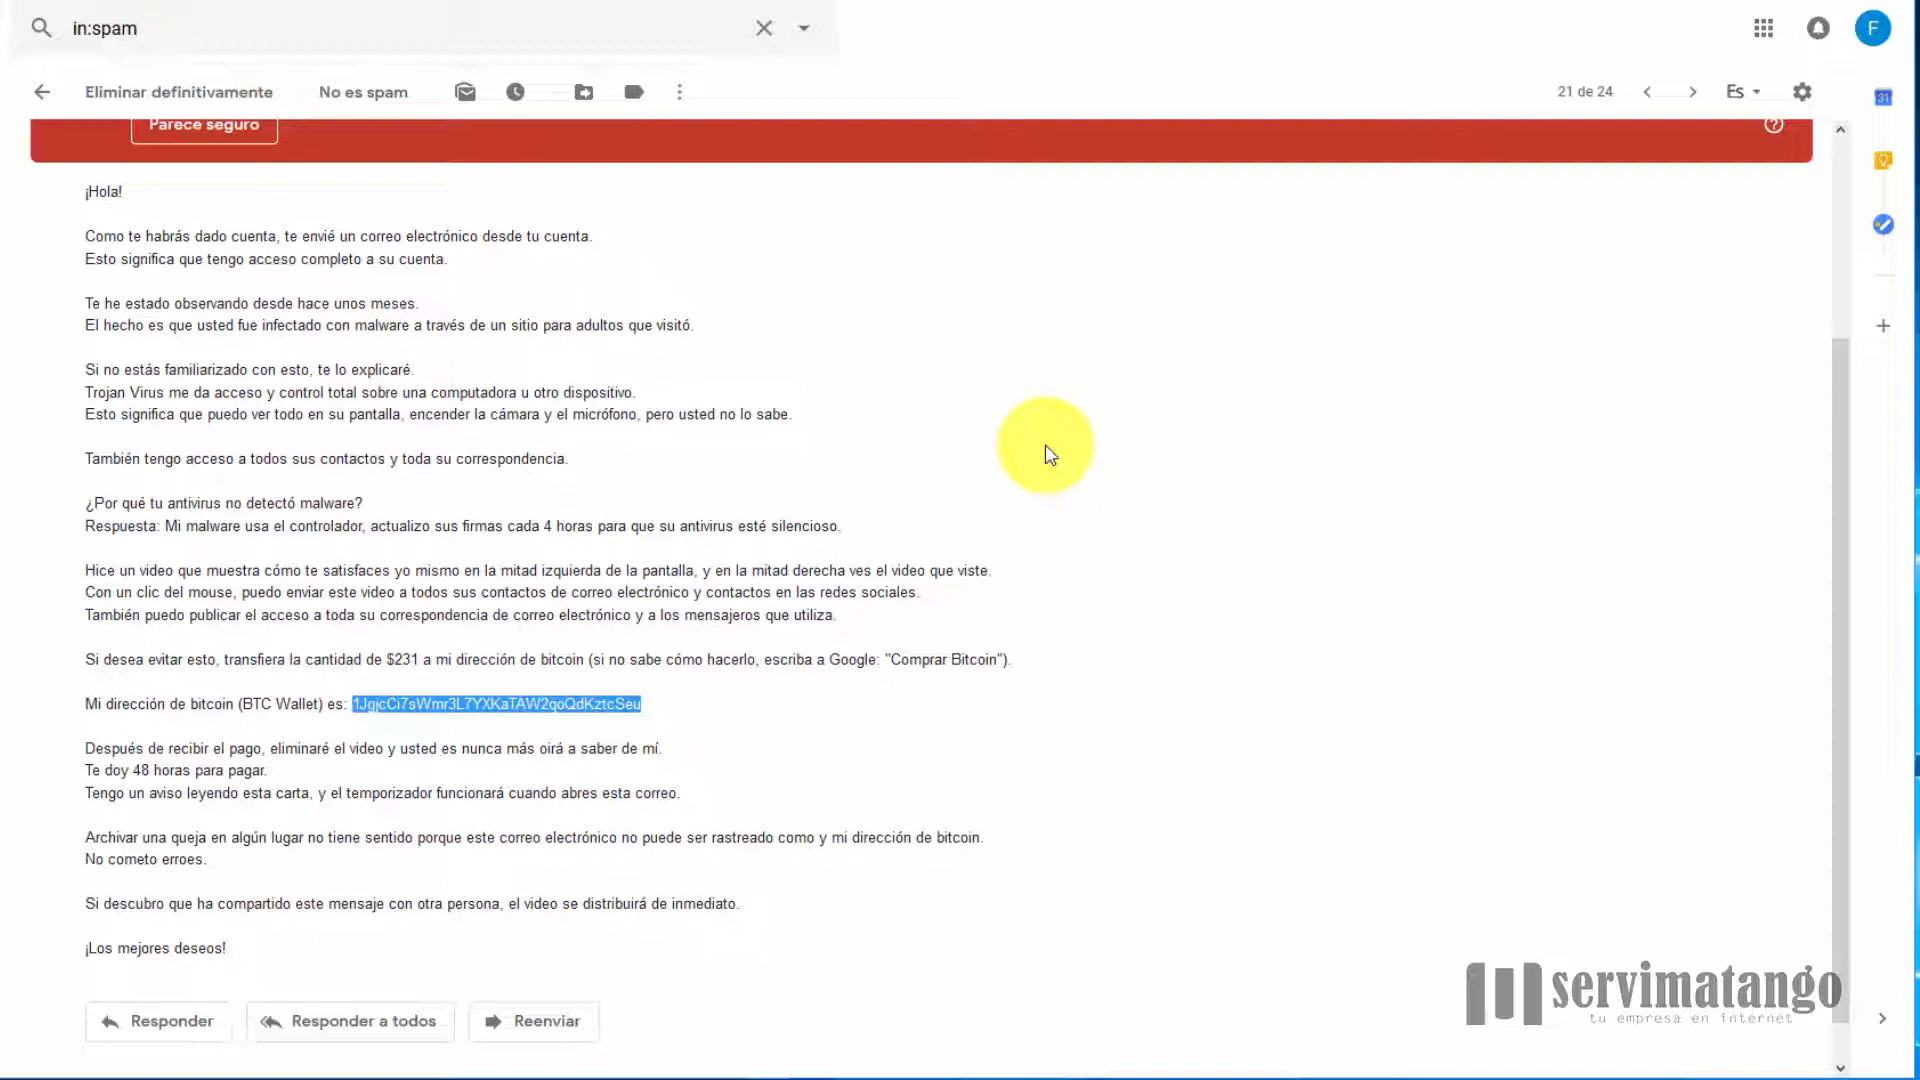 in:spam
F
Eliminar definitivamente
No es spam
21 de 24
Es
31
Parece seguro
¡Hola!
Como te habrás dado cuenta, te envié un correo electrónico desde tu cuenta.
Esto significa que tengo acceso completo a su cuenta.
Te he estado observando desde hace unos meses.
El hecho es que usted fue infectado con malware a través de un sitio para adultos que visitó.
Si no estás familiarizado con esto, te lo explicaré.
Trojan Virus me da acceso y control total sobre una computadora u otro dispositivo.
Esto significa que puedo ver todo en su pantalla, encender la cámara y el micrófono, pero usted no lo sabe.
También tengo acceso a todos sus contactos y toda su correspondencia.
¿Por qué tu antivirus no detectó malware?
Respuesta: Mi malware usa el controlador, actualizo sus firmas cada 4 horas para que su antivirus esté silencioso.
Hice un video que muestra cómo te satisfaces yo mismo en la mitad izquierda de la pantalla, y en la mitad derecha ves el video que viste.
Con un clic del mouse, puedo enviar este video a todos sus contactos de correo electrónico y contactos en las redes sociales.
También puedo publicar el acceso a toda su correspondencia de correo electrónico y a los mensajeros que utiliza.
Si desea evitar esto, transfiera la cantidad de $231 a mi dirección de bitcoin (si no sabe cómo hacerlo, escriba a Google: "Comprar Bitcoin").
Mi dirección de bitcoin (BTC Wallet) es: 1JgjcCi7sWmr3L7YXKaTAW2qoQdKztcSeu
Después de recibir el pago, eliminaré el video y usted es nunca más oirá a saber de mí.
Te doy 48 horas para pagar.
Tengo un aviso leyendo esta carta, y el temporizador funcionará cuando abres esta correo.
Archivar una queja en algún lugar no tiene sentido porque este correo electrónico no puede ser rastreado como y mi dirección de bitcoin.
No cometo erroes.
Si descubro que ha compartido este mensaje con otra persona, el video se distribuirá de inmediato.
¡Los mejores deseos!
Responder
Responder a todos
Reenviar
servimatango
tu empresa en internet